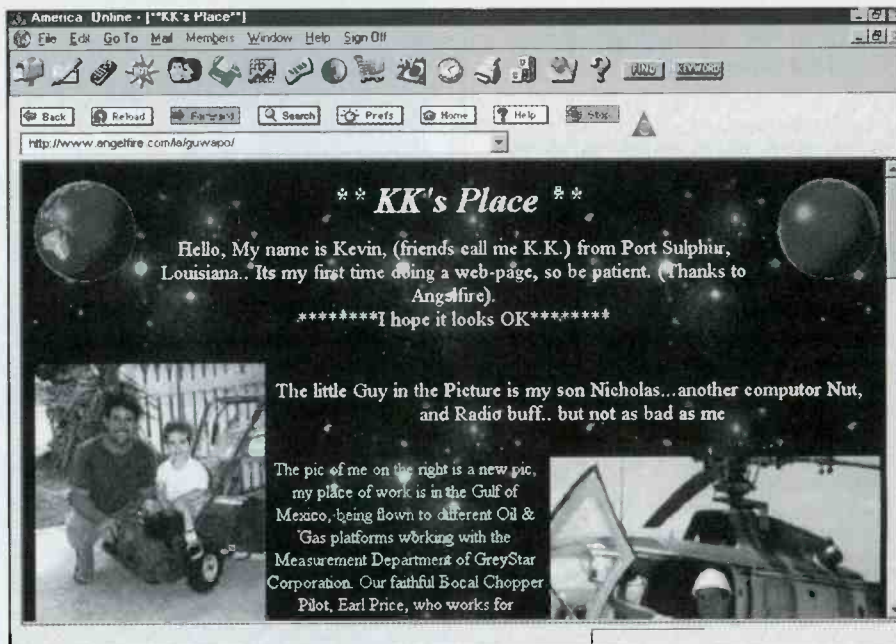 America Online - [**KK's Place**]
File Edit Go To Mail Members Window Help Sign Off
FIND KEYWORD
Back Reload Forward Search Prefs Home Help Stop
http://www.angelfire.com/la/guwapo/
** KK's Place **
Hello, My name is Kevin, (friends call me K.K.) from Port Sulphur,
Louisiana.. Its my first time doing a web-page, so be patient. (Thanks to
Angelfire).
********I hope it looks OK********
The little Guy in the Picture is my son Nicholas...another computor Nut,
and Radio buff.. but not as bad as me
The pic of me on the right is a new pic,
my place of work is in the Gulf of
Mexico, being flown to different Oil &
Gas platforms working with the
Measurement Department of GreyStar
Corporation. Our faithful Bocal Chopper
Pilot, Earl Price, who works for